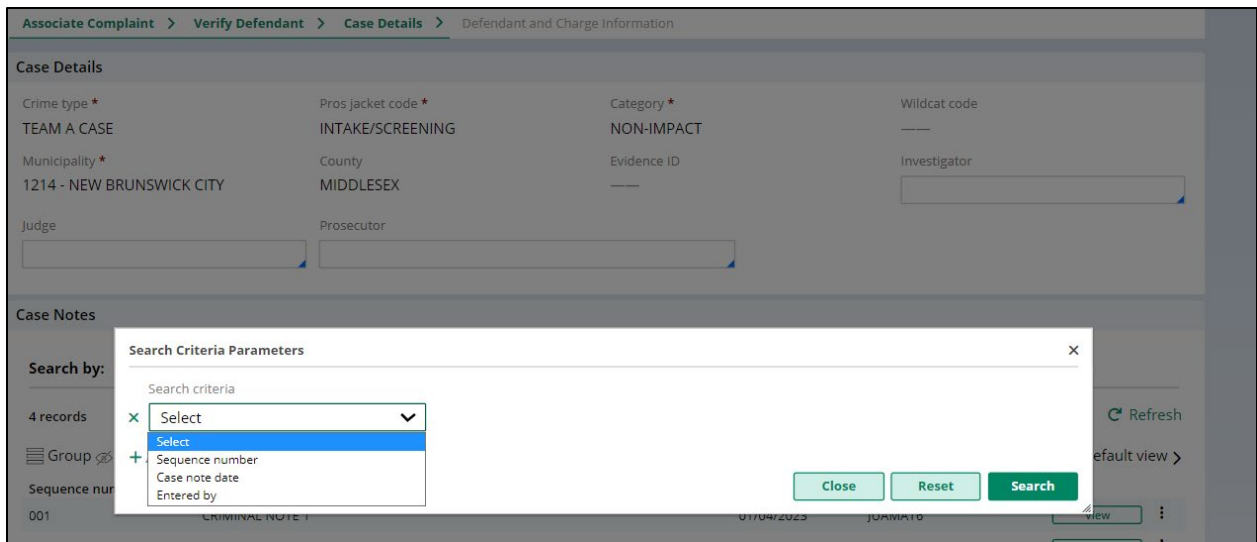 Associate Complaint > Verify Defendant > Case Details > Defendant and Charge Information
Case Details
Crime type * Pros jacket code * Category * Wildcat code
TEAM A CASE INTAKE/SCREENING NON-IMPACT ——
Municipality * County Evidence ID Investigator
1214 - NEW BRUNSWICK CITY MIDDLESEX ——
Judge Prosecutor
Case Notes
Search Criteria Parameters ×
Search by:
Search criteria
4 records × Select Refresh
Select
Group + Sequence number efault view >
Case note date
Sequence nur Entered by Close Reset Search
001 CRIMINAL NOTE 1 01/04/2023 View